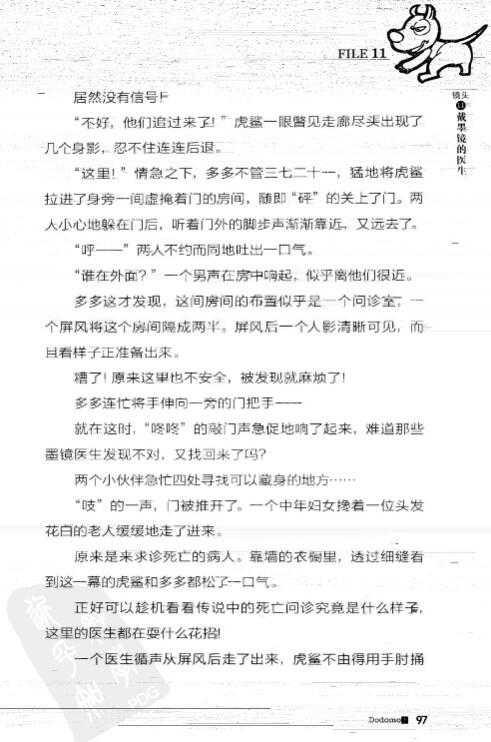 FILE 11
镜头
11
戴墨镜的医生
居然没有信号！
“不好，他们追过来了！”虎鲨一眼瞥见走廊尽头出现了
几个身影，忍不住连连后退。
“这里！”情急之下，多多不管三七二十一，猛地将虎鲨
拉进了身旁一间虚掩着门的房间，随即“砰”的关上了门。两
人小心地躲在门后，听着门外的脚步声渐渐靠近、又远去了。
“呼——”两人不约而同地吐出一口气。
“谁在外面？”一个男声在房中响起，似乎离他们很近。
多多这才发现，这间房间的布置似乎是一个问诊室，一
个屏风将这个房间隔成两半。屏风后一个人影清晰可见，而
且看样子正准备出来。
糟了！原来这里也不安全，被发现就麻烦了！
多多连忙将手伸向一旁的门把手——
就在这时，“咚咚”的敲门声急促地响了起来，难道那些
墨镜医生发现不对，又找回来了吗？
两个小伙伴急忙四处寻找可以藏身的地方……
“吱”的一声，门被推开了。一个中年妇女搀着一位头发
花白的老人缓缓地走了进来。
原来是来求诊死亡的病人。靠墙的衣橱里，透过细缝看
到这一幕的虎鲨和多多都松了一口气。
正好可以趁机看看传说中的死亡问诊究竟是什么样子，
这里的医生都在耍什么花招！
一个医生循声从屏风后走了出来，虎鲨不由得用手肘捅
PDG
Dodomo 97